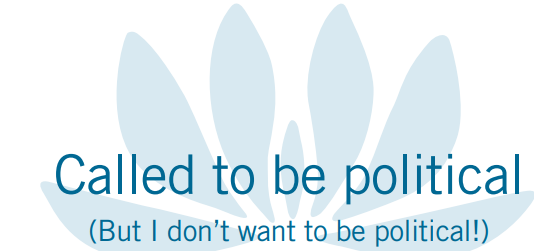 Called to be political
(But I don't want to be political!)